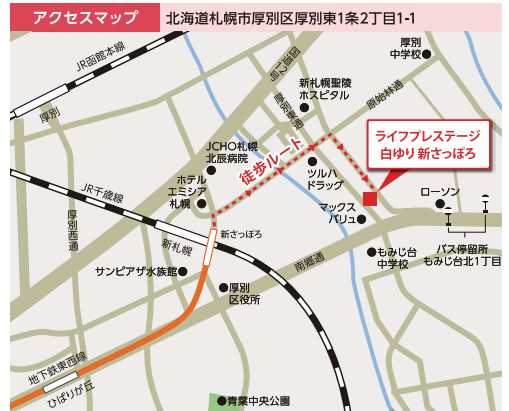 アクセスマップ
北海道札幌市厚別区厚別東1条2丁目1-1
JR函館本線
国道12号
厚別
中学校
新札幌聖陵
ホスピタル
原始林通
厚別東通
厚別
ライフプレステージ
白ゆり 新さっぽろ
JCHO札幌
北辰病院
徒歩ルート
ツルハ
ドラッグ
ホテル
エミシア
札幌
JR千歳線
ローソン
マックス
バリュ
厚別西通
新さっぽろ
新札幌
南郷通
もみじ台
中学校
バス停留所
もみじ台北1丁目
サンピアザ水族館
厚別
区役所
地下鉄東西線
ひばりが丘
青葉中央公園